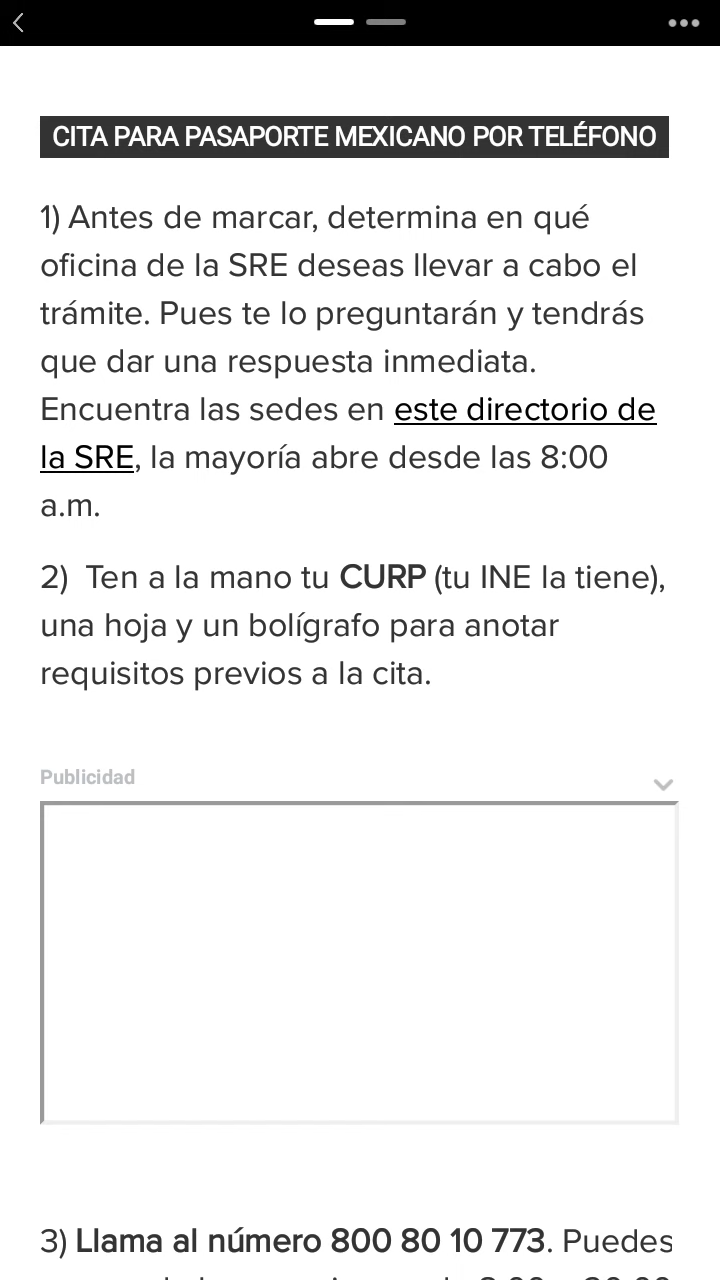 CITA PARA PASAPORTE MEXICANO POR TELÉFONO
1) Antes de marcar, determina en qué
oficina de la SRE deseas llevar a cabo el
trámite. Pues te lo preguntarán y tendrás
que dar una respuesta inmediata.
Encuentra las sedes en este directorio de
la SRE, la mayoría abre desde las 8:00
a.m.
2)  Ten a la mano tu CURP (tu INE la tiene),
una hoja y un bolígrafo para anotar
requisitos previos a la cita.
Publicidad
3) Llama al número 800 80 10 773. Puedes